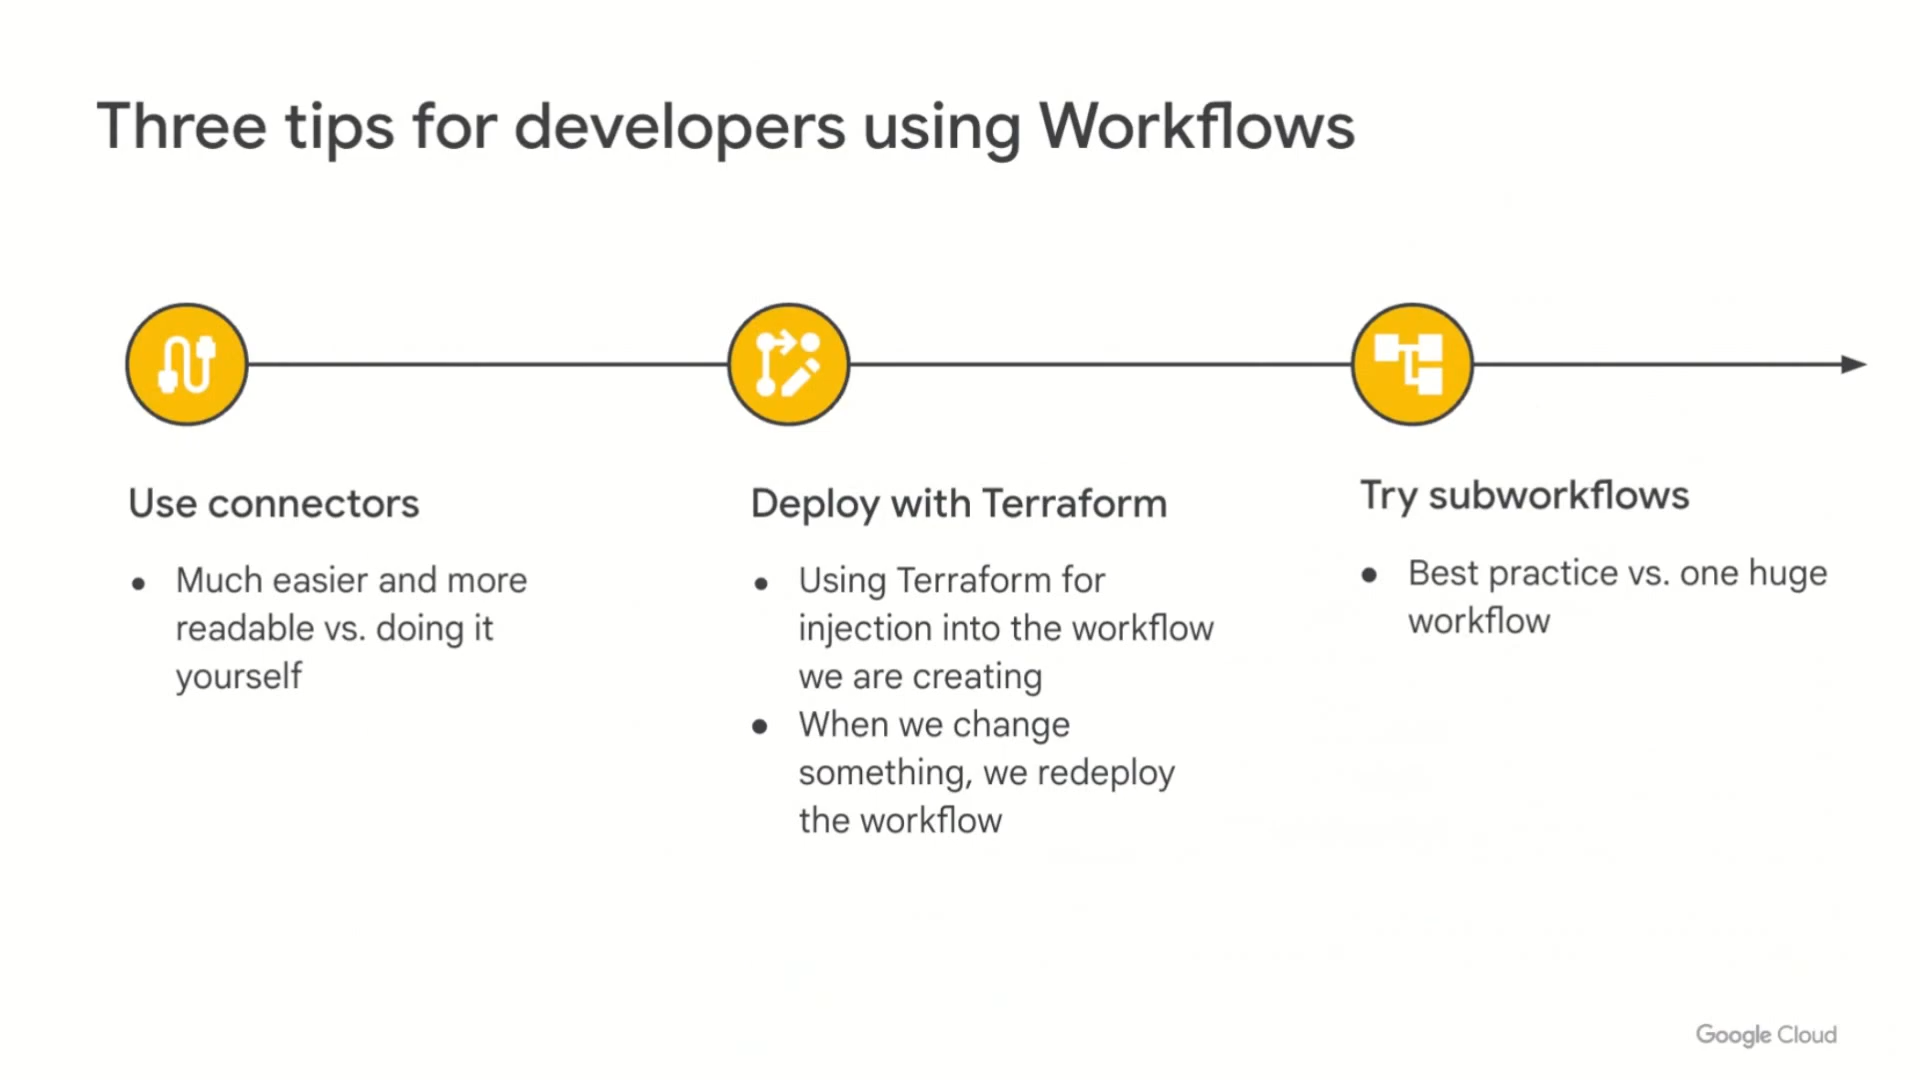 Three tips for developers using Workflows
Use connectors
● Much easier and more
readable vs. doing it
yourself
Deploy with Terraform
● Using Terraform for
injection into the workflow
we are creating
● When we change
something, we redeploy
the workflow
Try subworkflows
● Best practice vs. one huge
workflow
Google Cloud